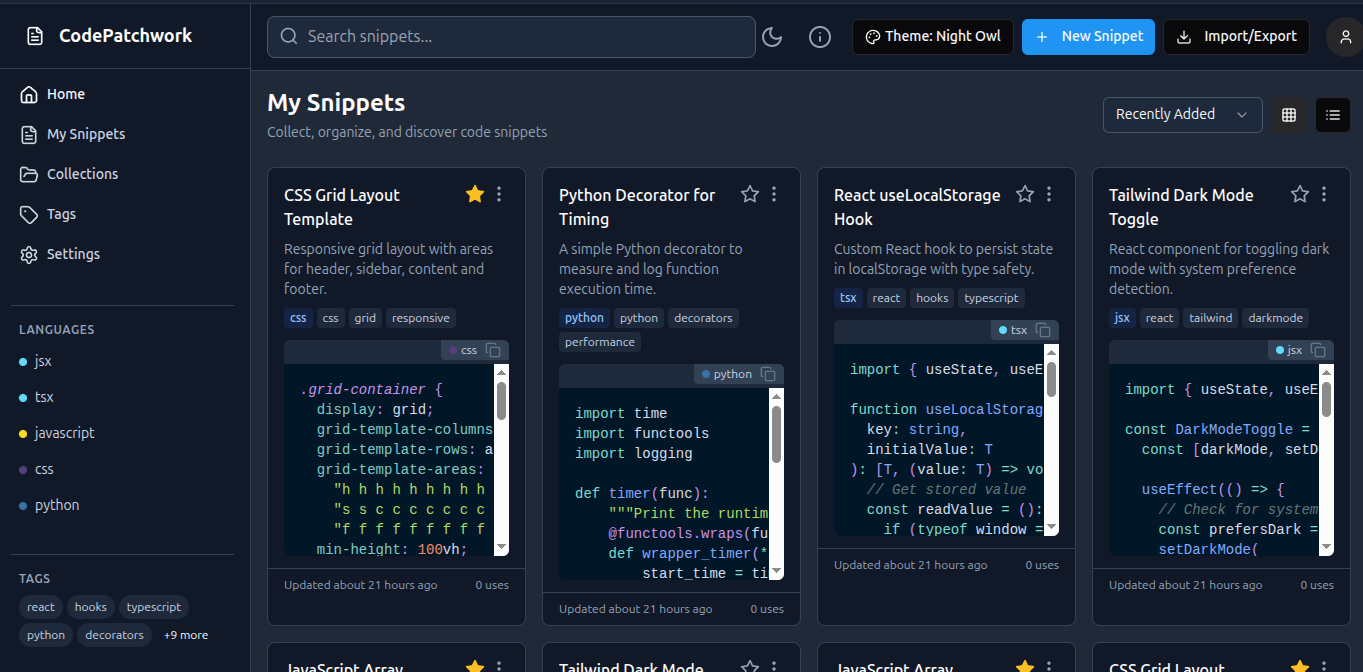 CodePatchwork
Search snippets...
Theme: Night Owl
+ New Snippet
Import/Export
Home
My Snippets
Collections
Tags
Settings
LANGUAGES
jsx
tsx
javascript
css
python
TAGS
react hooks typescript
python decorators +9 more
My Snippets
Collect, organize, and discover code snippets
Recently Added
CSS Grid Layout
Template
Responsive grid layout with areas
for header, sidebar, content and
footer.
css css grid responsive
css
.grid-container {
display: grid;
grid-template-columns
grid-template-rows: a
grid-template-areas:
"h h h h h h h h h
"s s c c c c c c c
"f f f f f f f f f
min-height: 100vh;
Updated about 21 hours ago 0 uses
Python Decorator for
Timing
A simple Python decorator to
measure and log function
execution time.
python python decorators
performance
python
import time
import functools
import logging
def timer(func):
"""Print the runtim
@functools.wraps(fu
def wrapper_timer(*
start_time = ti
Updated about 21 hours ago 0 uses
React useLocalStorage
Hook
Custom React hook to persist state
in localStorage with type safety.
tsx react hooks typescript
tsx
import { useState, useE
function useLocalStorag
key: string,
initialValue: T
): [T, (value: T) => vo
// Get stored value
const readValue = ():
if (typeof window =
Updated about 21 hours ago 0 uses
Tailwind Dark Mode
Toggle
React component for toggling dark
mode with system preference
detection.
jsx react tailwind darkmode
jsx
import { useState, useE
const DarkModeToggle =
const [darkMode, setD
useEffect(() => {
// Check for system
const prefersDark =
setDarkMode(
Updated about 21 hours ago 0 uses
JavaScript Array
Tailwind Dark Mode
JavaScript Array
CSS Grid Layout